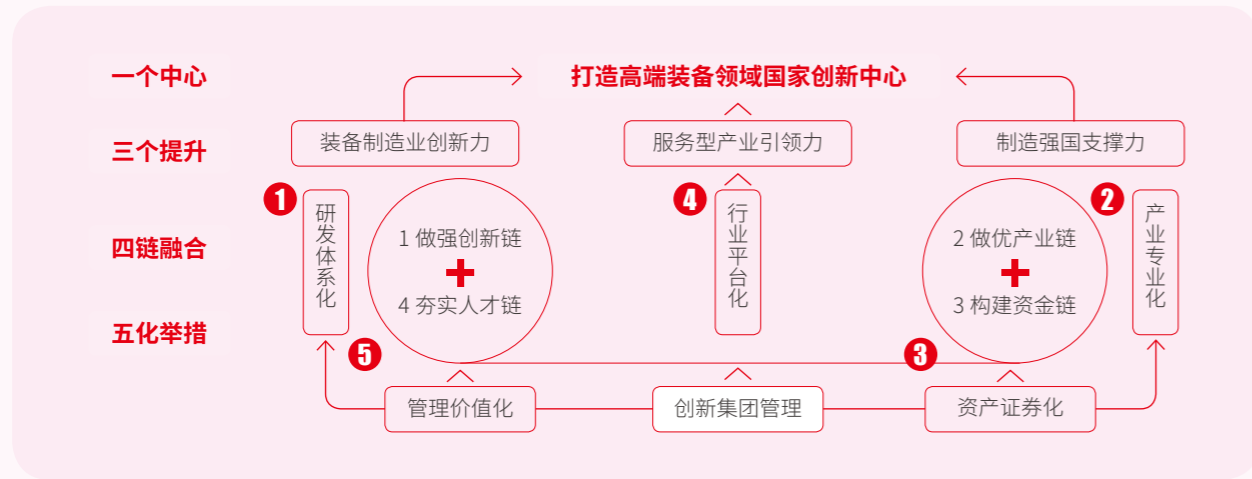 一个中心
打造高端装备领域国家创新中心
三个提升
装备制造业创新力
服务型产业引领力
制造强国支撑力
四链融合
五化举措
1
研发体系化
1 做强创新链
+
4 夯实人才链
4
行业平台化
2 做优产业链
+
3 构建资金链
2
产业专业化
5
3
管理价值化
创新集团管理
资产证券化